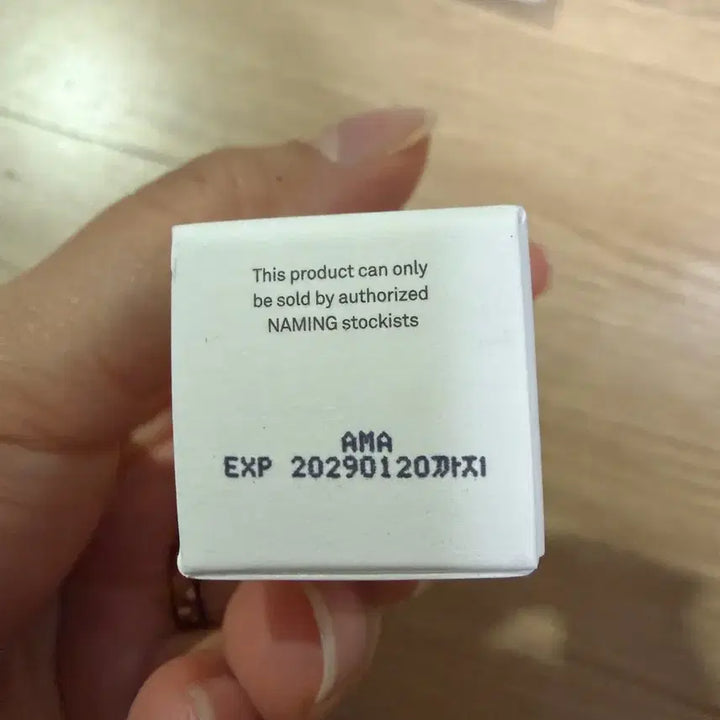 This product can only
be sold by authorized
NAMING stockists
AMA
EXP 20290120까지